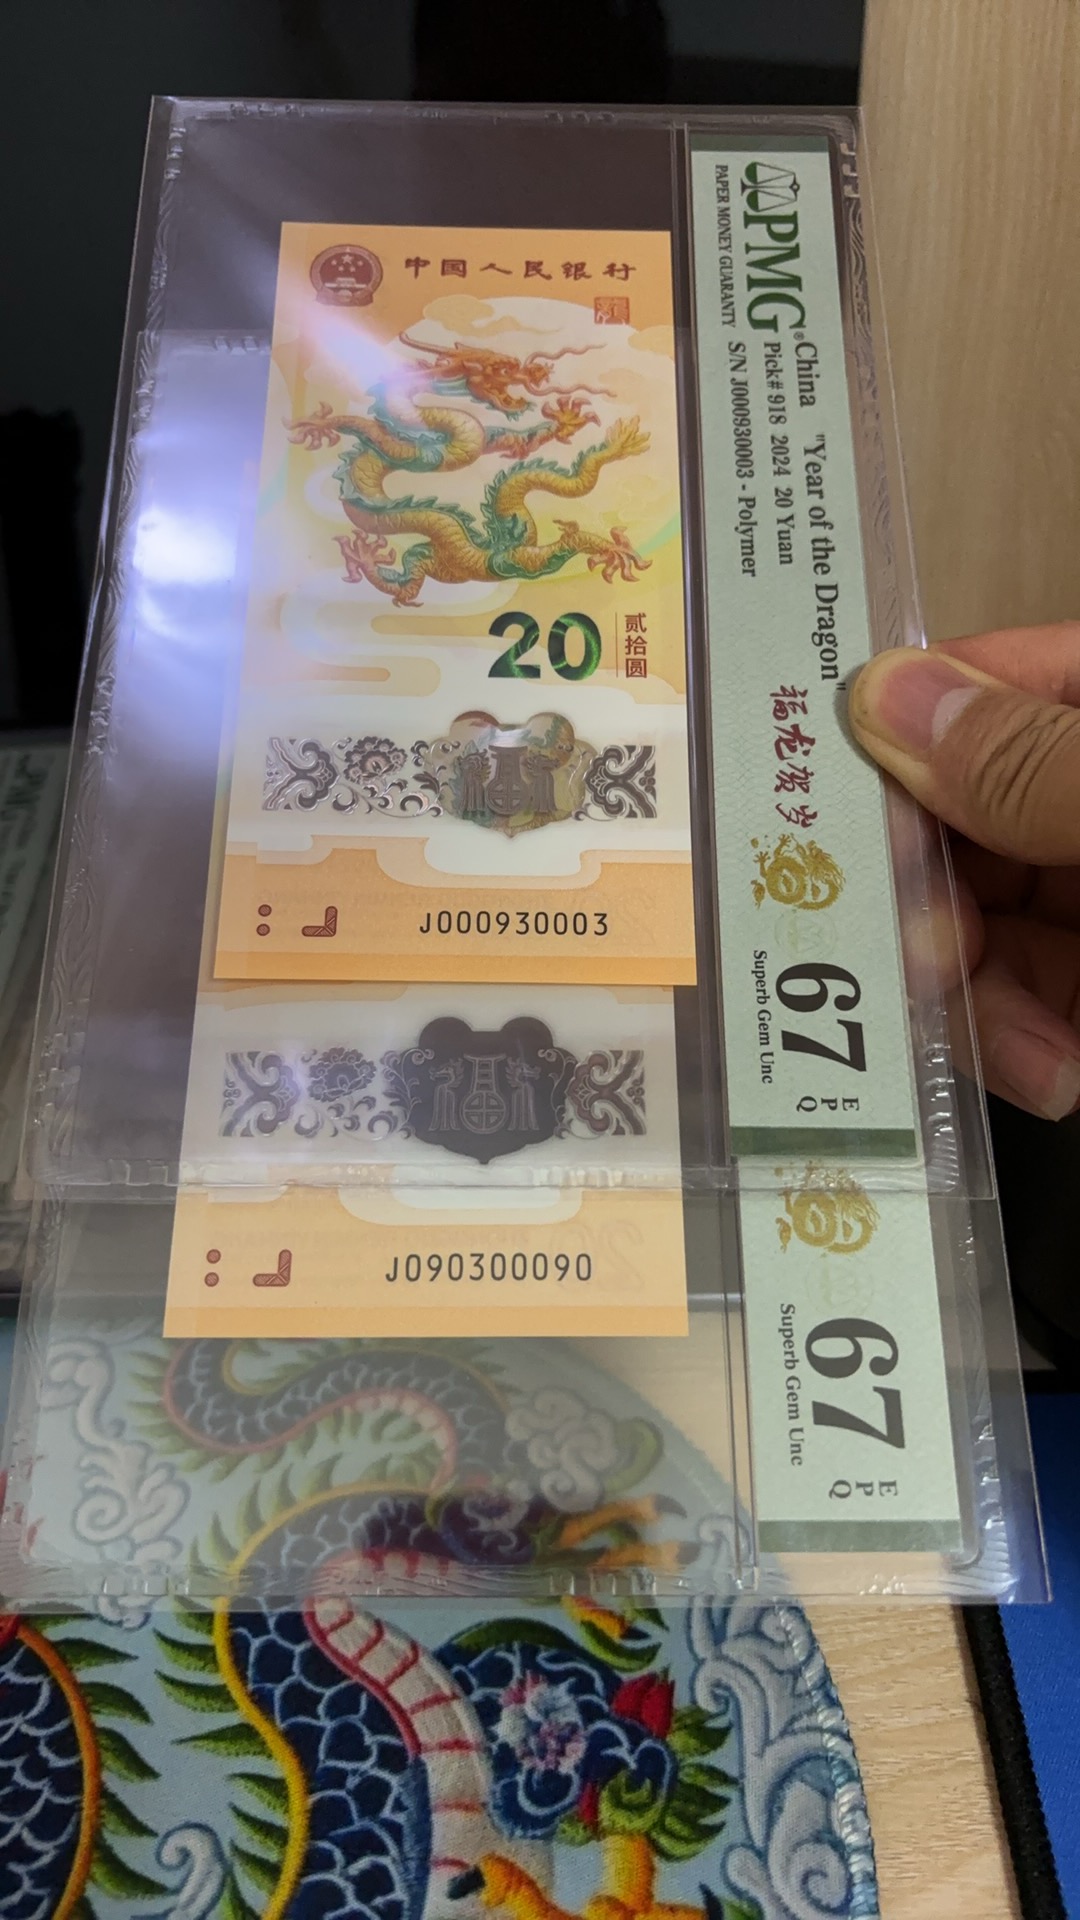 中国人民银行
20
贰拾圆
福
J000930003
福
J090300090
PMG®
PAPER MONEY GUARANTY
China "Year of the Dragon"
Pick# 918 2024 20 Yuan
S/N J000930003 - Polymer
福龙贺岁
67
EPQ
Superb Gem Unc
67
EPQ
Superb Gem Unc